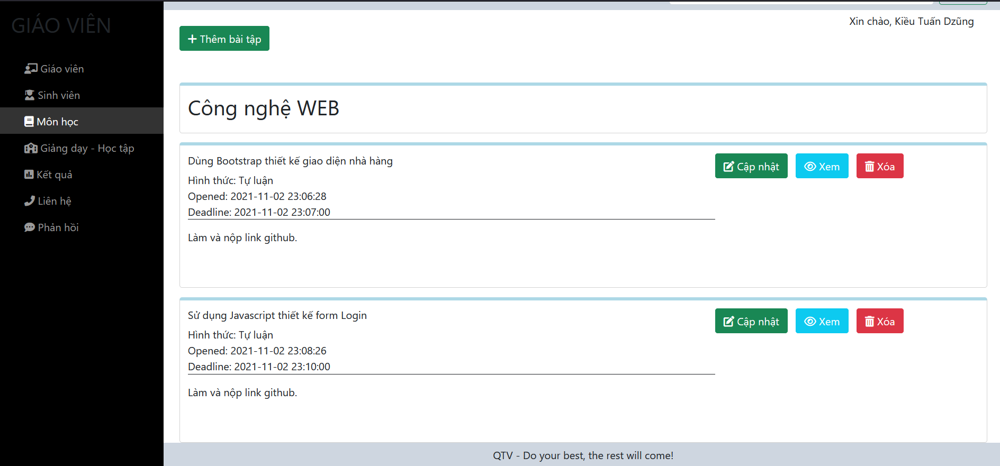 GIÁO VIÊN
Giáo viên
Sinh viên
Môn học
Giảng dạy - Học tập
Kết quả
Liên hệ
Phản hồi
Xin chào, Kiều Tuấn Dzũng
Thêm bài tập
Công nghệ WEB
Dùng Bootstrap thiết kế giao diện nhà hàng
Cập nhật Xem Xóa
Hình thức: Tự luận
Opened: 2021-11-02 23:06:28
Deadline: 2021-11-02 23:07:00
Làm và nộp link github.
Sử dụng Javascript thiết kế form Login
Cập nhật Xem Xóa
Hình thức: Tự luận
Opened: 2021-11-02 23:08:26
Deadline: 2021-11-02 23:10:00
Làm và nộp link github.
QTV - Do your best, the rest will come!